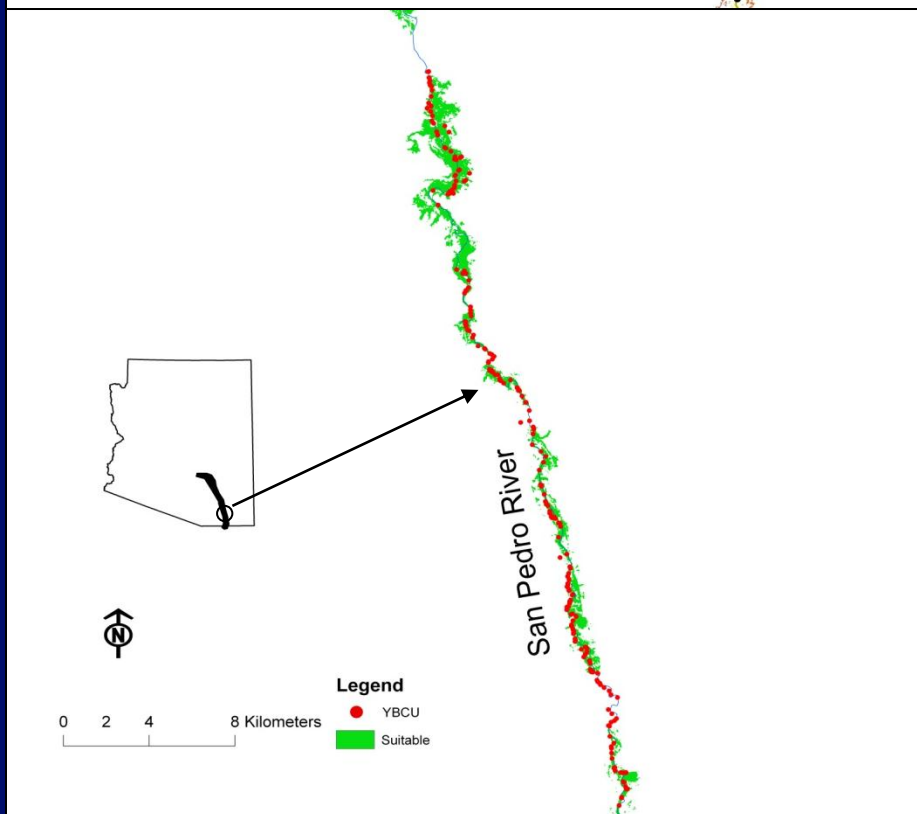 San Pedro River
N
Legend
YBCU
Suitable
0 2 4 8 Kilometers